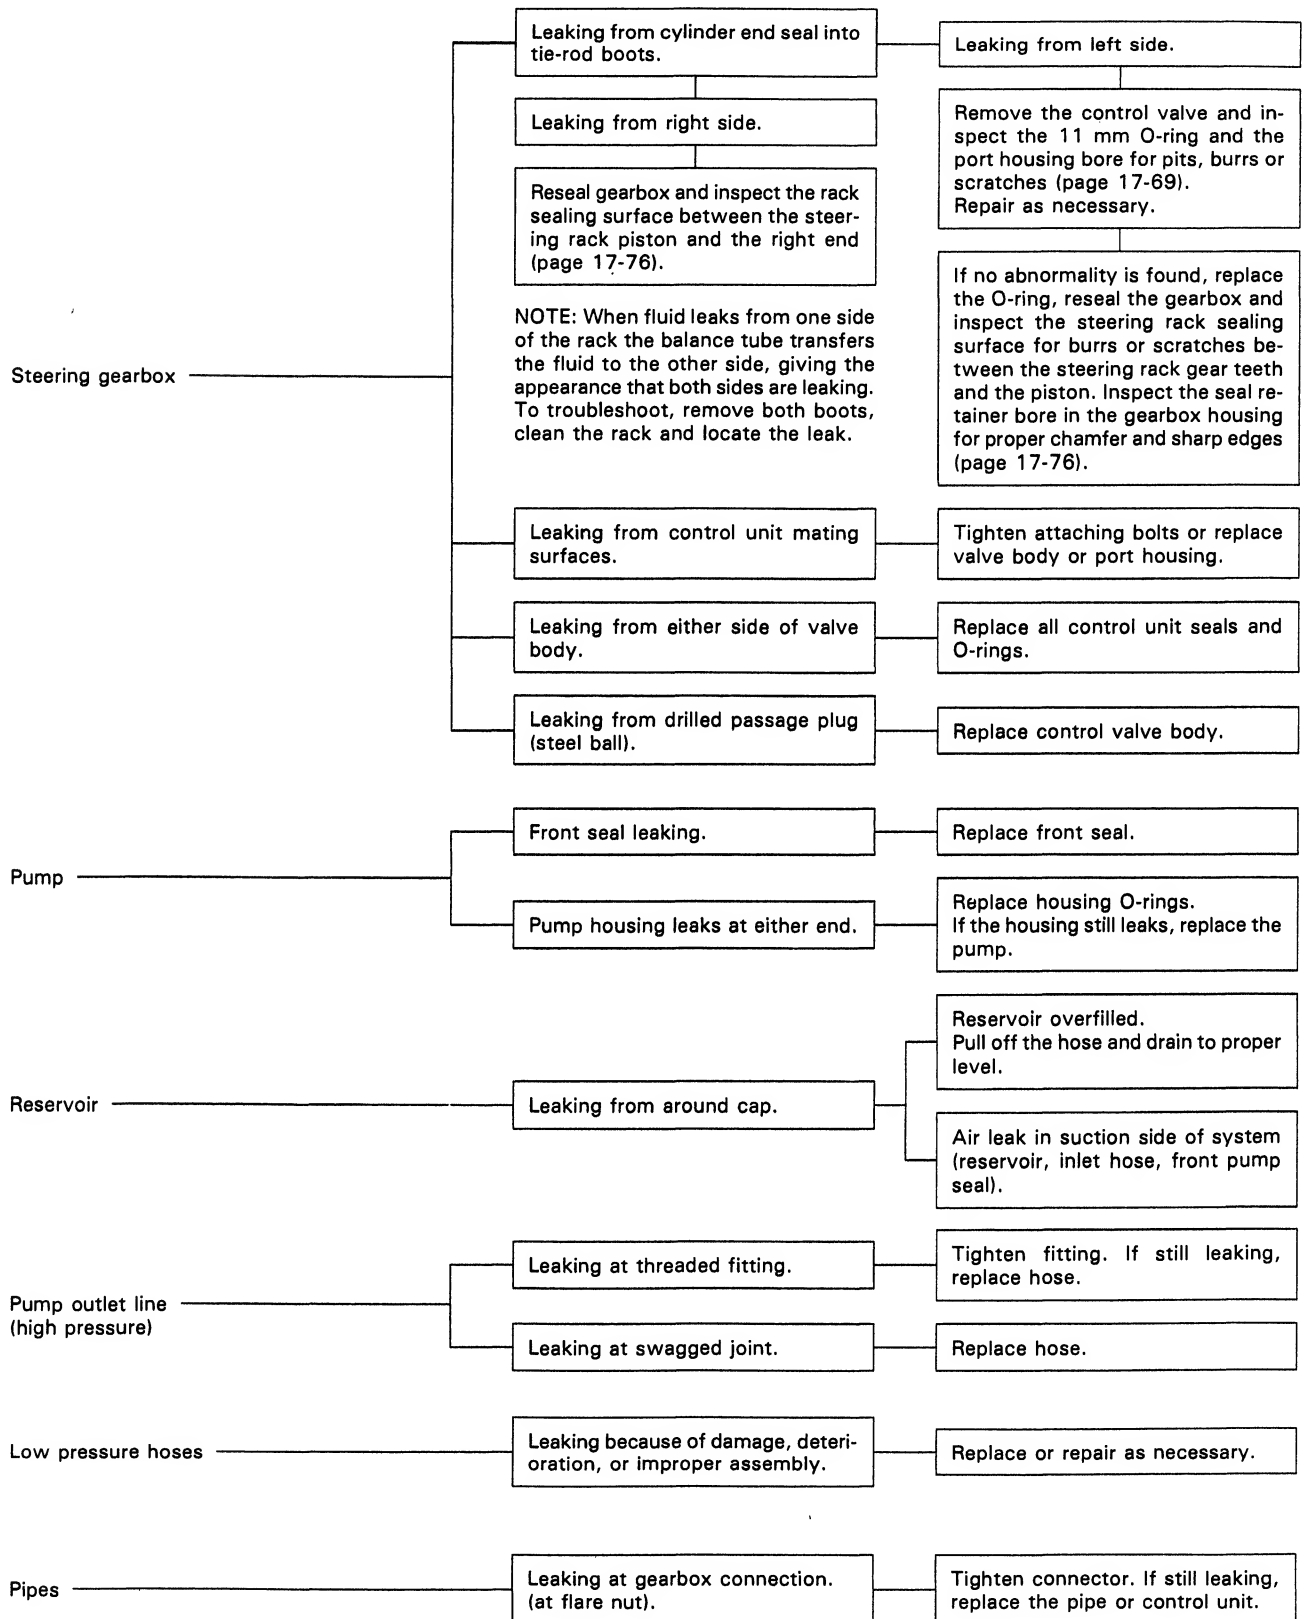 Steering gearbox
Leaking from cylinder end seal into
tie-rod boots.
Leaking from right side.
Reseal gearbox and inspect the rack
sealing surface between the steer-
ing rack piston and the right end
(page 17-76).
NOTE: When fluid leaks from one side
of the rack the balance tube transfers
the fluid to the other side, giving the
appearance that both sides are leaking.
To troubleshoot, remove both boots,
clean the rack and locate the leak.
Leaking from left side.
Remove the control valve and in-
spect the 11 mm O-ring and the
port housing bore for pits, burrs or
scratches (page 17-69).
Repair as necessary.
If no abnormality is found, replace
the O-ring, reseal the gearbox and
inspect the steering rack sealing
surface for burrs or scratches be-
tween the steering rack gear teeth
and the piston. Inspect the seal re-
tainer bore in the gearbox housing
for proper chamfer and sharp edges
(page 17-76).
Leaking from control unit mating
surfaces.
Tighten attaching bolts or replace
valve body or port housing.
Leaking from either side of valve
body.
Replace all control unit seals and
O-rings.
Leaking from drilled passage plug
(steel ball).
Replace control valve body.
Pump
Front seal leaking.
Replace front seal.
Pump housing leaks at either end.
Replace housing O-rings.
If the housing still leaks, replace the
pump.
Reservoir
Leaking from around cap.
Reservoir overfilled.
Pull off the hose and drain to proper
level.
Air leak in suction side of system
(reservoir, inlet hose, front pump
seal).
Pump outlet line
(high pressure)
Leaking at threaded fitting.
Tighten fitting. If still leaking,
replace hose.
Leaking at swagged joint.
Replace hose.
Low pressure hoses
Leaking because of damage, deteri-
oration, or improper assembly.
Replace or repair as necessary.
Pipes
Leaking at gearbox connection.
(at flare nut).
Tighten connector. If still leaking,
replace the pipe or control unit.